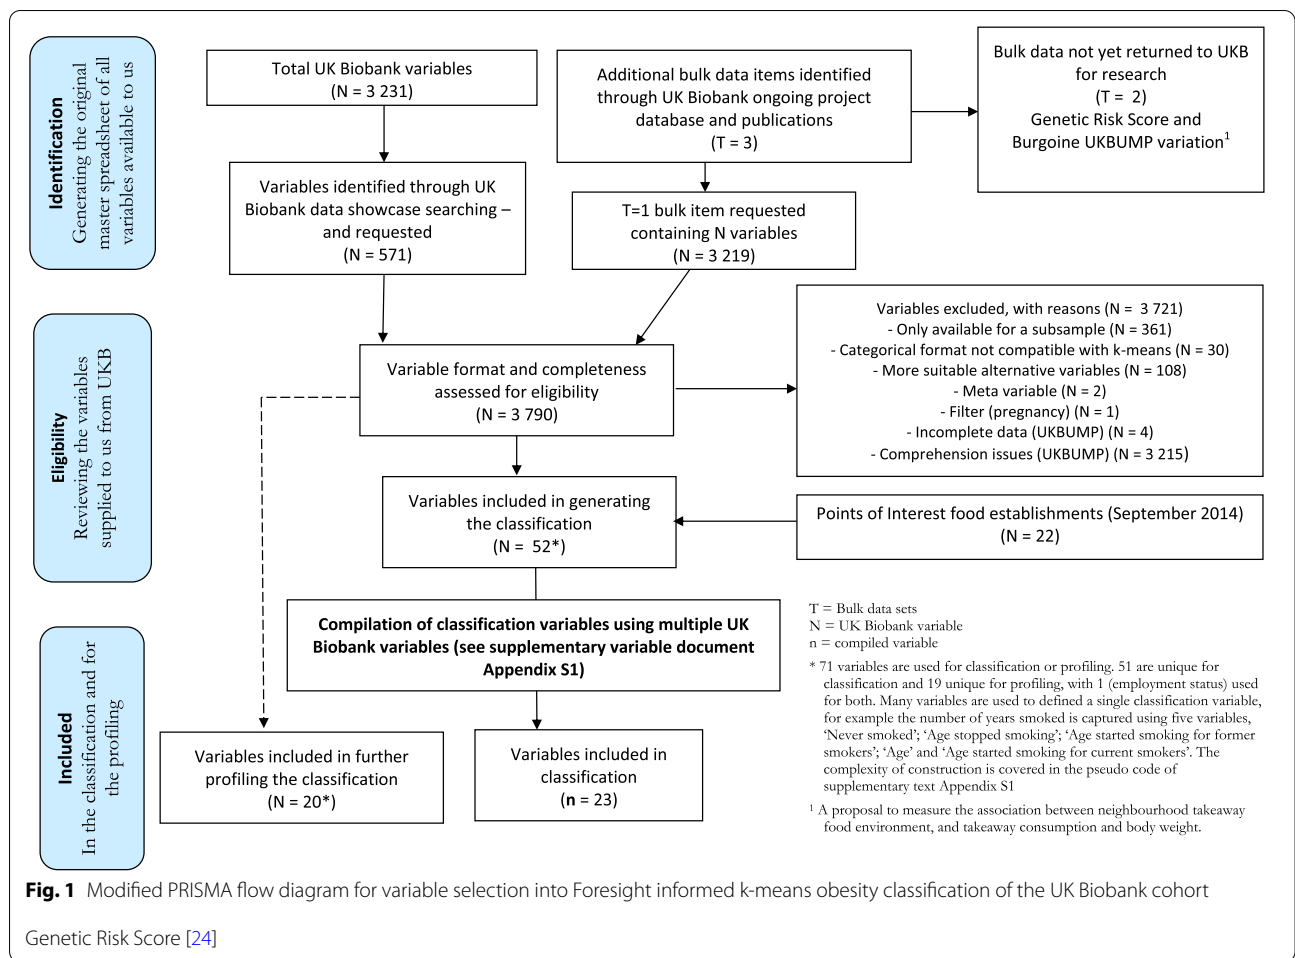 Identification
Generating the original
master spreadsheet of all
variables available to us
Total UK Biobank variables
(N = 3 231)
Additional bulk data items identified
through UK Biobank ongoing project
database and publications
(T = 3)
Bulk data not yet returned to UKB
for research
(T = 2)
Genetic Risk Score and
Burgoine UKBUMP variation1
Variables identified through UK
Biobank data showcase searching –
and requested
(N = 571)
T=1 bulk item requested
containing N variables
(N = 3 219)
Eligibility
Reviewing the variables
supplied to us from UKB
Variable format and completeness
assessed for eligibility
(N = 3 790)
Variables excluded, with reasons (N = 3 721)
- Only available for a subsample (N = 361)
- Categorical format not compatible with k-means (N = 30)
- More suitable alternative variables (N = 108)
- Meta variable (N = 2)
- Filter (pregnancy) (N = 1)
- Incomplete data (UKBUMP) (N = 4)
- Comprehension issues (UKBUMP) (N = 3 215)
Variables included in generating
the classification
(N = 52*)
Points of Interest food establishments (September 2014)
(N = 22)
Included
In the classification and for
the profiling
Compilation of classification variables using multiple UK
Biobank variables (see supplementary variable document
Appendix S1)
Variables included in further
profiling the classification
(N = 20*)
Variables included in
classification
(n = 23)
T = Bulk data sets
N = UK Biobank variable
n = compiled variable
* 71 variables are used for classification or profiling. 51 are unique for
classification and 19 unique for profiling, with 1 (employment status) used
for both. Many variables are used to defined a single classification variable,
for example the number of years smoked is captured using five variables,
‘Never smoked’; ‘Age stopped smoking’; ‘Age started smoking for former
smokers’; ‘Age’ and ‘Age started smoking for current smokers’. The
complexity of construction is covered in the pseudo code of
supplementary text Appendix S1
1 A proposal to measure the association between neighbourhood takeaway
food environment, and takeaway consumption and body weight.
Fig. 1 Modified PRISMA flow diagram for variable selection into Foresight informed k-means obesity classification of the UK Biobank cohort
Genetic Risk Score [24]